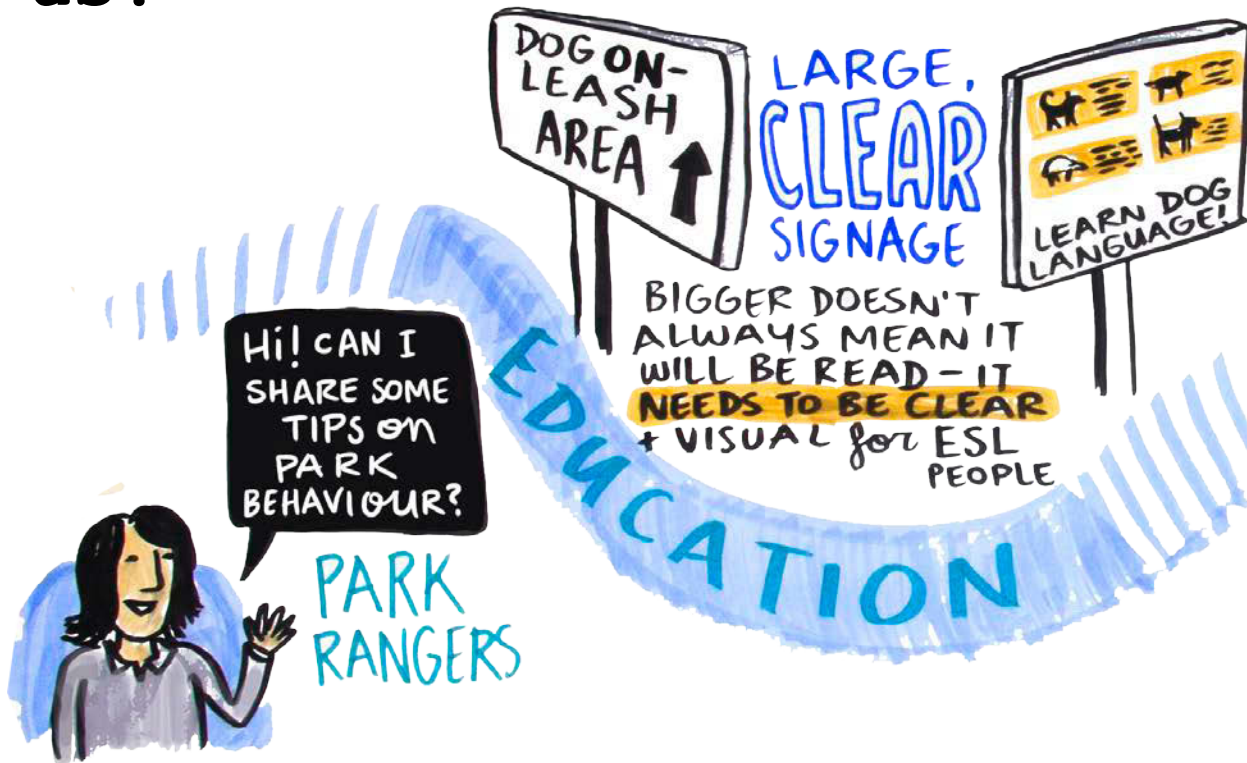 us?
DOG ON-
LEASH
AREA
LARGE,
CLEAR
SIGNAGE
LEARN DOG
LANGUAGE!
BIGGER DOESN'T
ALWAYS MEAN IT
WILL BE READ - IT
NEEDS TO BE CLEAR
+ VISUAL for ESL
PEOPLE
EDUCATION
Hi! CAN I
SHARE SOME
TIPS ON
PARK
BEHAVIOUR?
PARK
RANGERS